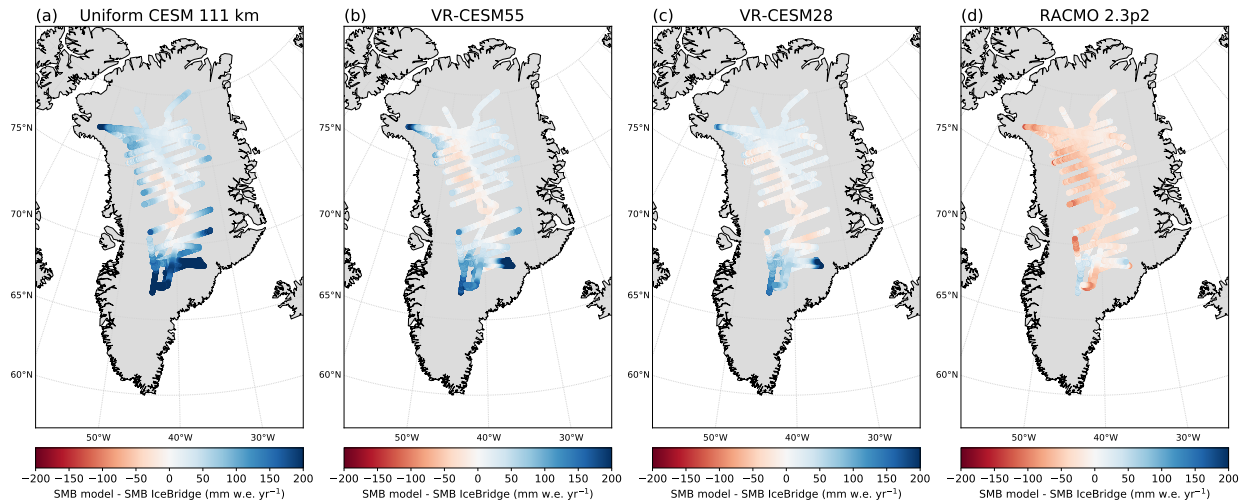 (a) Uniform CESM 111 km
(b) VR-CESM55
(c) VR-CESM28
(d) RACMO 2.3p2
75°N
70°N
65°N
60°N
50°W 40°W 30°W
−200 −150 −100 −50 0 50 100 150 200
SMB model - SMB IceBridge (mm w.e. yr⁻¹)
75°N
70°N
65°N
60°N
50°W 40°W 30°W
−200 −150 −100 −50 0 50 100 150 200
SMB model - SMB IceBridge (mm w.e. yr⁻¹)
75°N
70°N
65°N
60°N
50°W 40°W 30°W
−200 −150 −100 −50 0 50 100 150 200
SMB model - SMB IceBridge (mm w.e. yr⁻¹)
75°N
70°N
65°N
60°N
50°W 40°W 30°W
−200 −150 −100 −50 0 50 100 150 200
SMB model - SMB IceBridge (mm w.e. yr⁻¹)